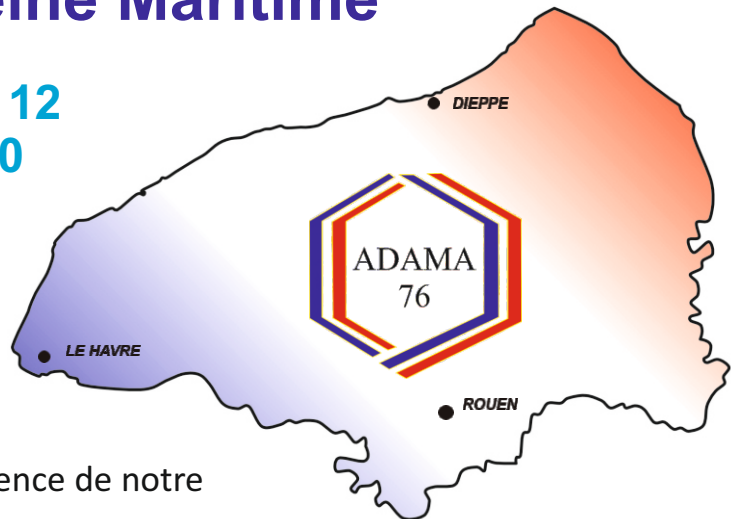 eine Maritime
12
0
DIEPPE
ADAMA
76
LE HAVRE
ROUEN
ence de notre